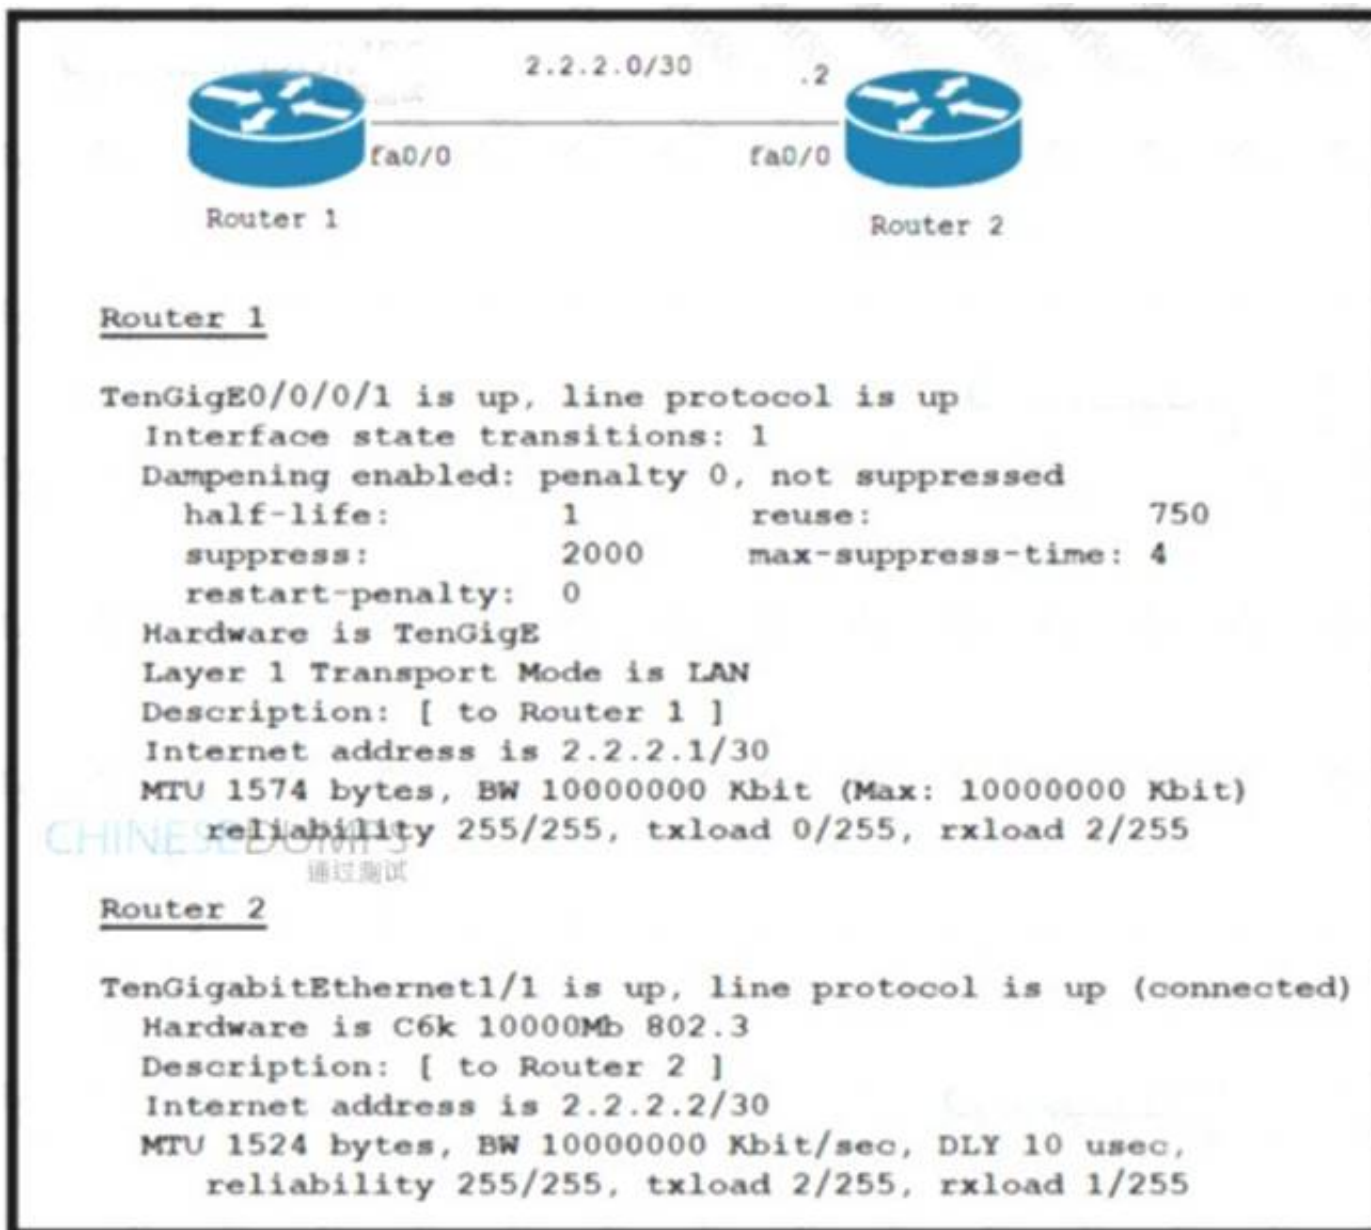 2.2.2.0/30 .2
fa0/0 fa0/0
Router 1 Router 2
Router 1
TenGigE0/0/0/1 is up, line protocol is up
Interface state transitions: 1
Dampening enabled: penalty 0, not suppressed
half-life: 1 reuse: 750
suppress: 2000 max-suppress-time: 4
restart-penalty: 0
Hardware is TenGigE
Layer 1 Transport Mode is LAN
Description: [ to Router 1 ]
Internet address is 2.2.2.1/30
MTU 1574 bytes, BW 10000000 Kbit (Max: 10000000 Kbit)
reliability 255/255, txload 0/255, rxload 2/255
CHINESEDUMPS
通过测试
Router 2
TenGigabitEthernet1/1 is up, line protocol is up (connected)
Hardware is C6k 10000Mb 802.3
Description: [ to Router 2 ]
Internet address is 2.2.2.2/30
MTU 1524 bytes, BW 10000000 Kbit/sec, DLY 10 usec,
reliability 255/255, txload 2/255, rxload 1/255